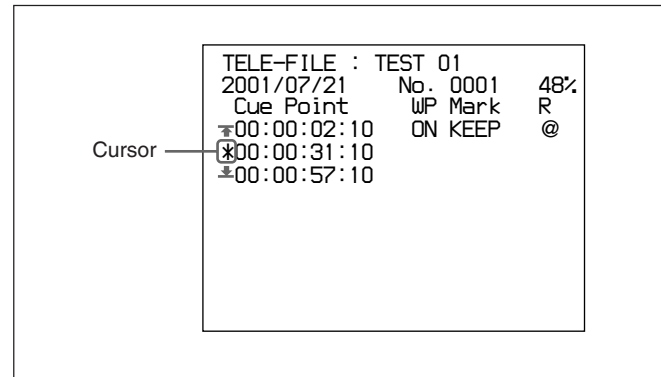 TELE-FILE : TEST 01
2001/07/21 No. 0001 48%
Cue Point WP Mark R
00:00:02:10 ON KEEP @
Cursor
*00:00:31:10
00:00:57:10